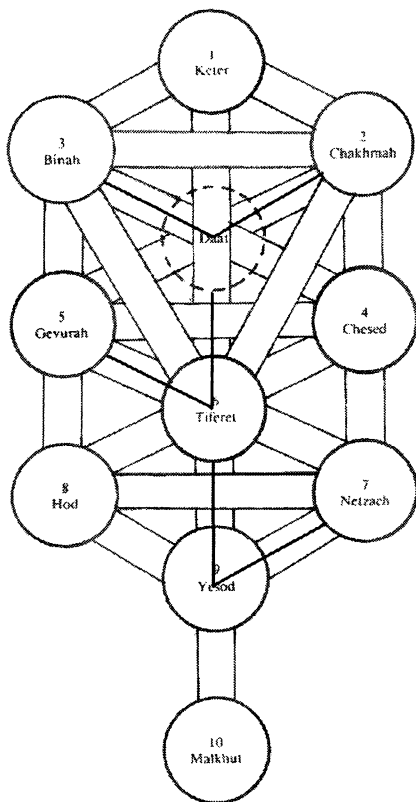 1
Keter
3
Binah
2
Chakhmah
Daat
5
Gevurah
4
Chesed
6
Tiferet
8
Hod
7
Netzach
9
Yesod
10
Malkhut